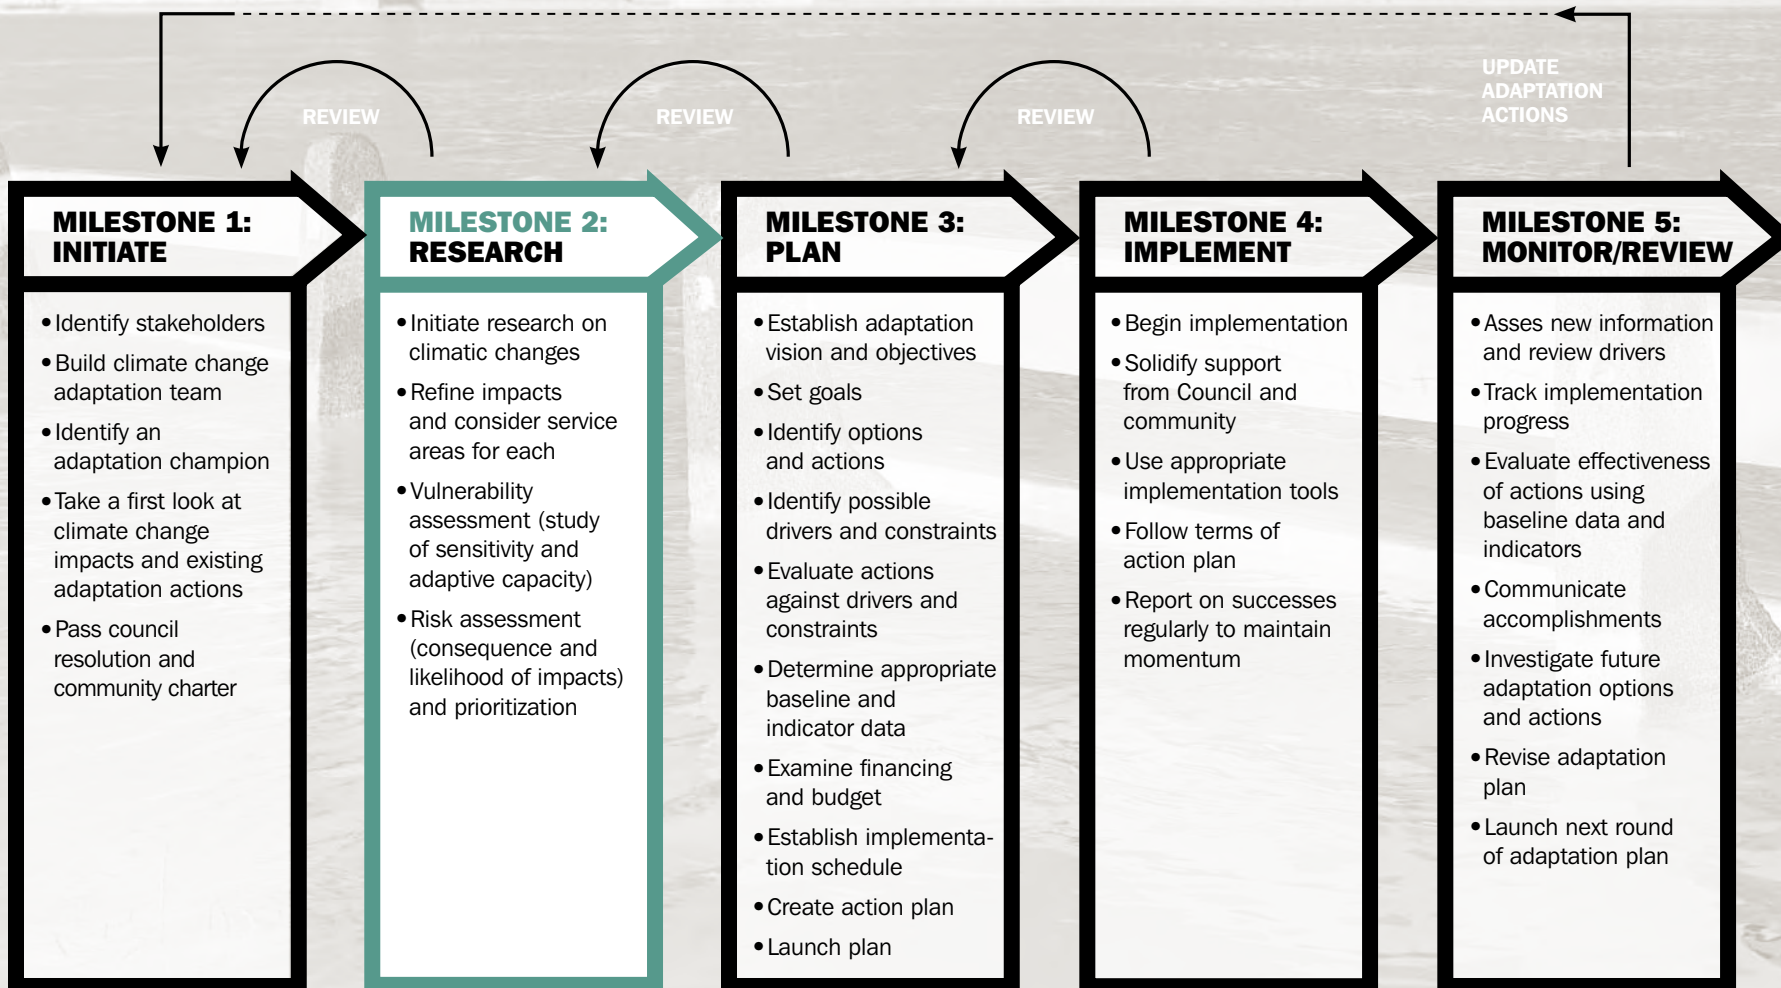 REVIEW
REVIEW
REVIEW
UPDATE
ADAPTATION
ACTIONS
MILESTONE 1:
INITIATE
• Identify stakeholders
• Build climate change
adaptation team
• Identify an
adaptation champion
• Take a first look at
climate change
impacts and existing
adaptation actions
• Pass council
resolution and
community charter
MILESTONE 2:
RESEARCH
• Initiate research on
climatic changes
• Refine impacts
and consider service
areas for each
• Vulnerability
assessment (study
of sensitivity and
adaptive capacity)
• Risk assessment
(consequence and
likelihood of impacts)
and prioritization
MILESTONE 3:
PLAN
• Establish adaptation
vision and objectives
• Set goals
• Identify options
and actions
• Identify possible
drivers and constraints
• Evaluate actions
against drivers and
constraints
• Determine appropriate
baseline and
indicator data
• Examine financing
and budget
• Establish implementa-
tion schedule
• Create action plan
• Launch plan
MILESTONE 4:
IMPLEMENT
• Begin implementation
• Solidify support
from Council and
community
• Use appropriate
implementation tools
• Follow terms of
action plan
• Report on successes
regularly to maintain
momentum
MILESTONE 5:
MONITOR/REVIEW
• Asses new information
and review drivers
• Track implementation
progress
• Evaluate effectiveness
of actions using
baseline data and
indicators
• Communicate
accomplishments
• Investigate future
adaptation options
and actions
• Revise adaptation
plan
• Launch next round
of adaptation plan